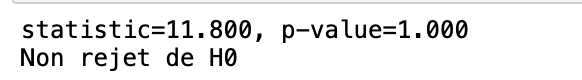 statistic=11.800, p-value=1.000
Non rejet de H0